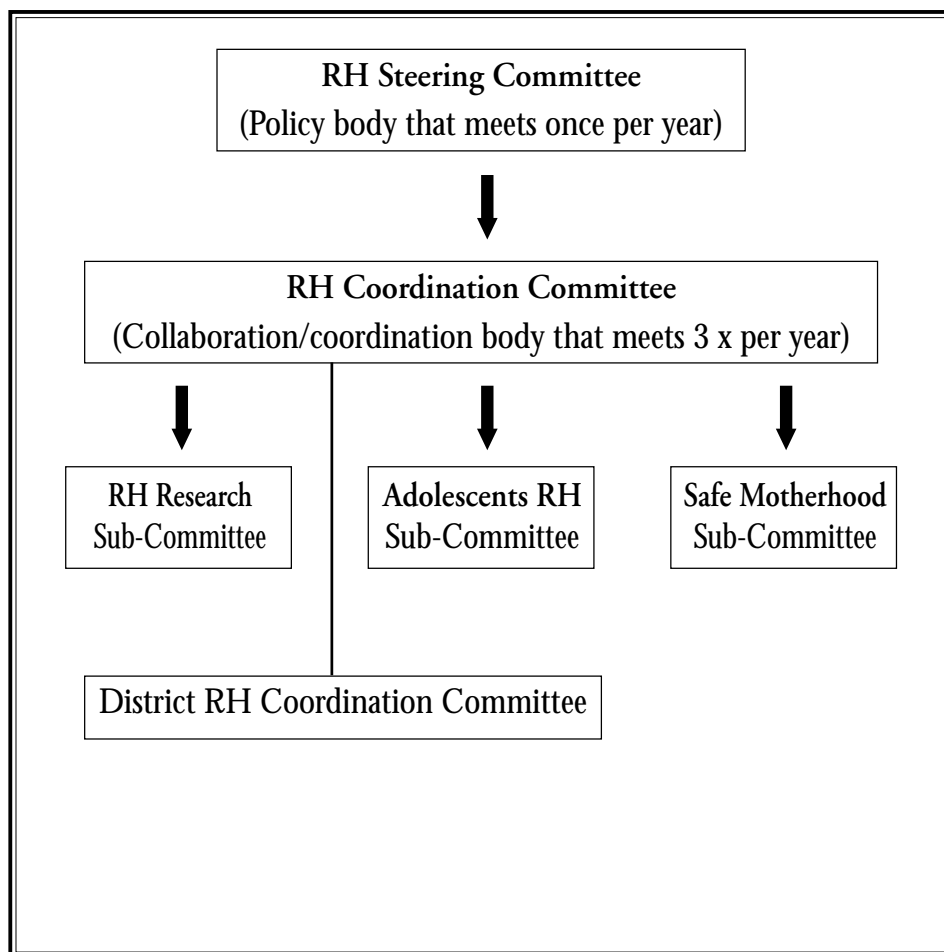 RH Steering Committee
(Policy body that meets once per year)
RH Coordination Committee
(Collaboration/coordination body that meets 3 x per year)
RH Research
Sub-Committee
Adolescents RH
Sub-Committee
Safe Motherhood
Sub-Committee
District RH Coordination Committee